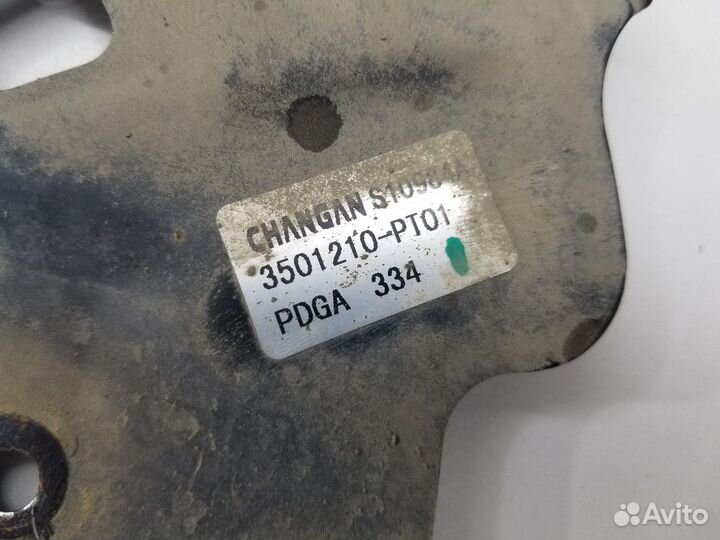 CHANGAN
3501210-PT01
PDGA 334
Avito